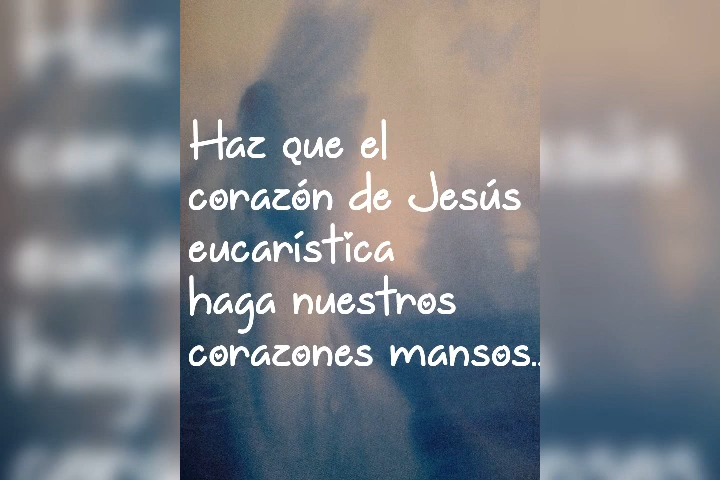 Haz que el
corazón de Jesús
eucarística
haga nuestros
corazones mansos..